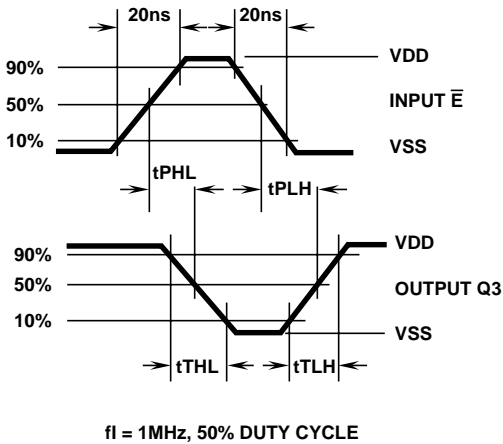 20ns 20ns
VDD
90%
50%
INPUT E̅
10%
VSS
tPHL tPLH
VDD
90%
50%
OUTPUT Q3
10%
VSS
tTHL tTLH
fI = 1MHz, 50% DUTY CYCLE